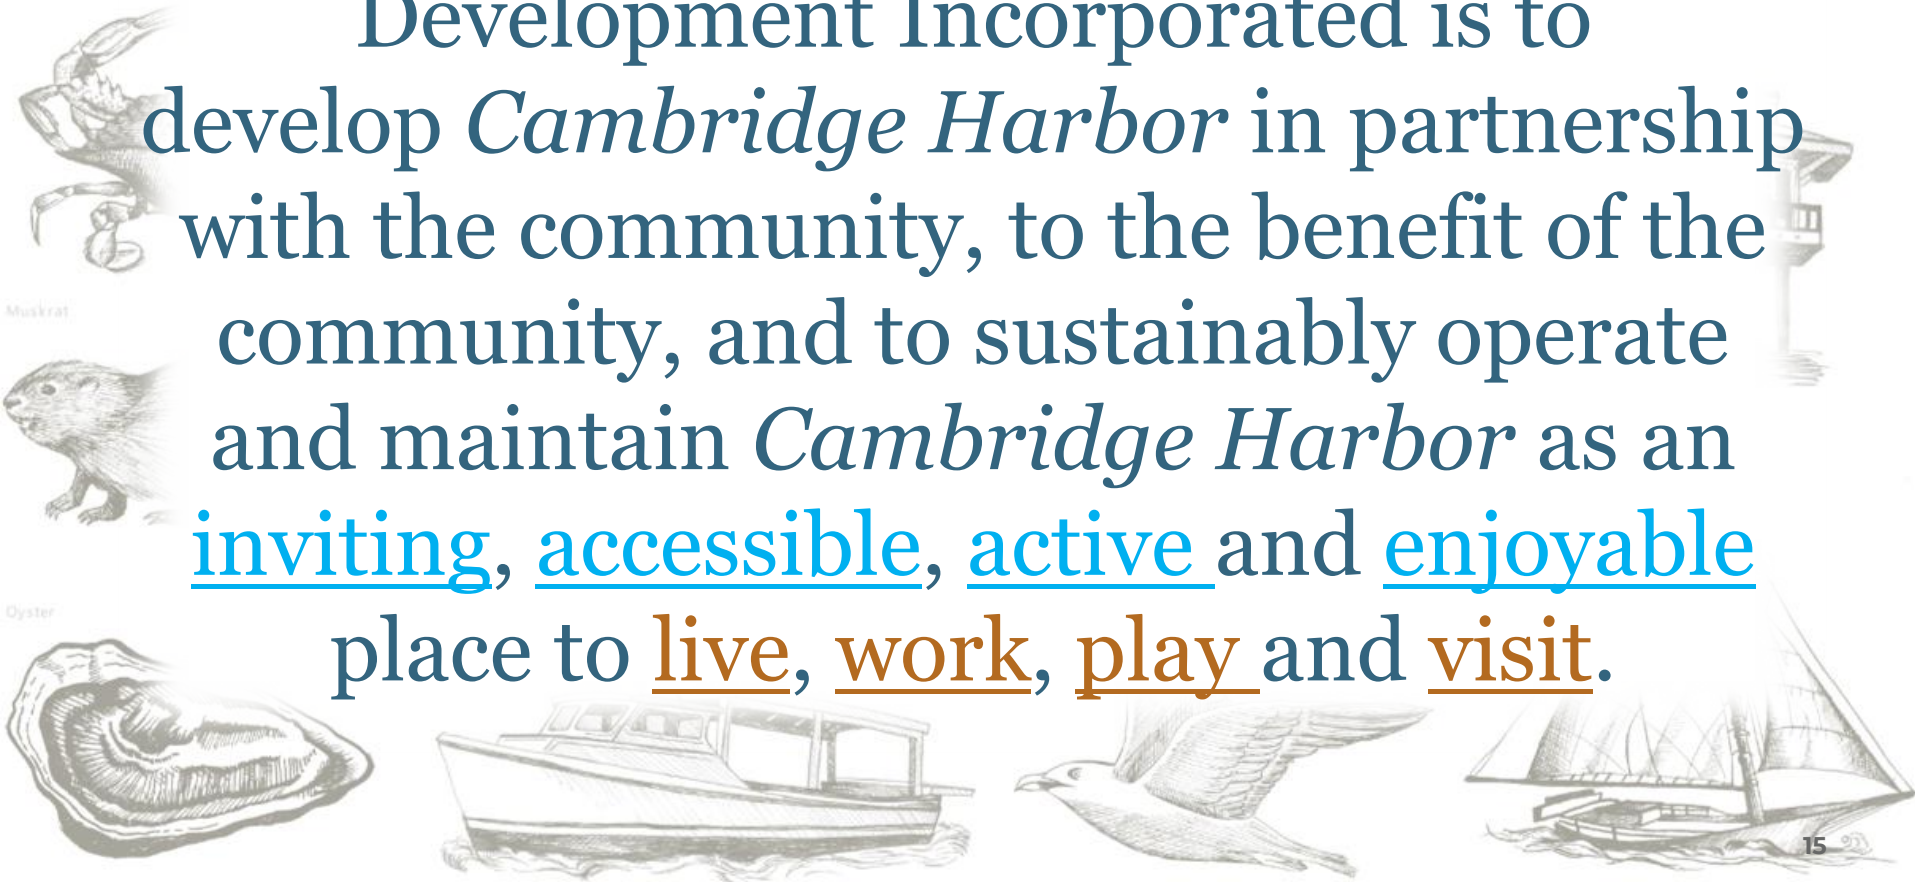 Development Incorporated is to
develop Cambridge Harbor in partnership
with the community, to the benefit of the
community, and to sustainably operate
and maintain Cambridge Harbor as an
inviting, accessible, active and enjoyable
place to live, work, play and visit.
Muskrat
Oyster
15